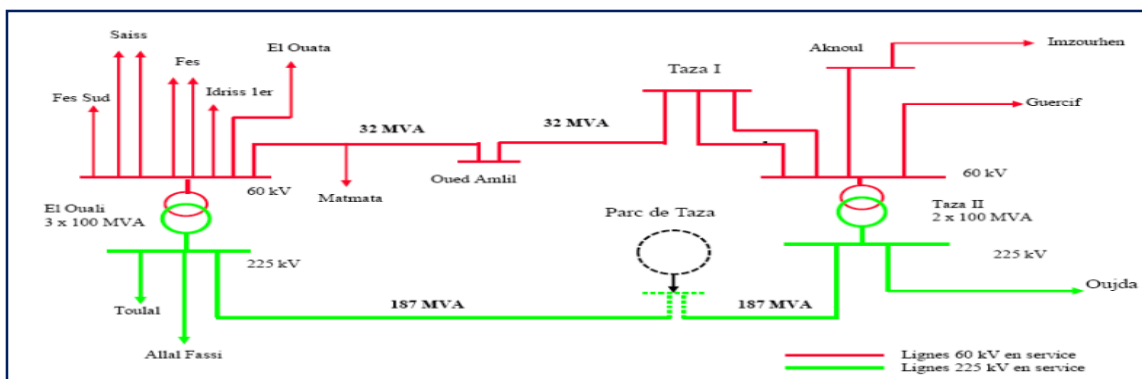 Saiss
El Ouata
Fes
Idriss 1er
Fes Sud
Aknoul
Imzourhen
Taza I
Guercif
32 MVA
32 MVA
Oued Amlil
Matmata
60 kV
60 kV
El Ouali
3 x 100 MVA
Parc de Taza
Taza II
2 x 100 MVA
225 kV
225 kV
Toulal
187 MVA
187 MVA
Oujda
Allal Fassi
Lignes 60 kV en service
Lignes 225 kV en service